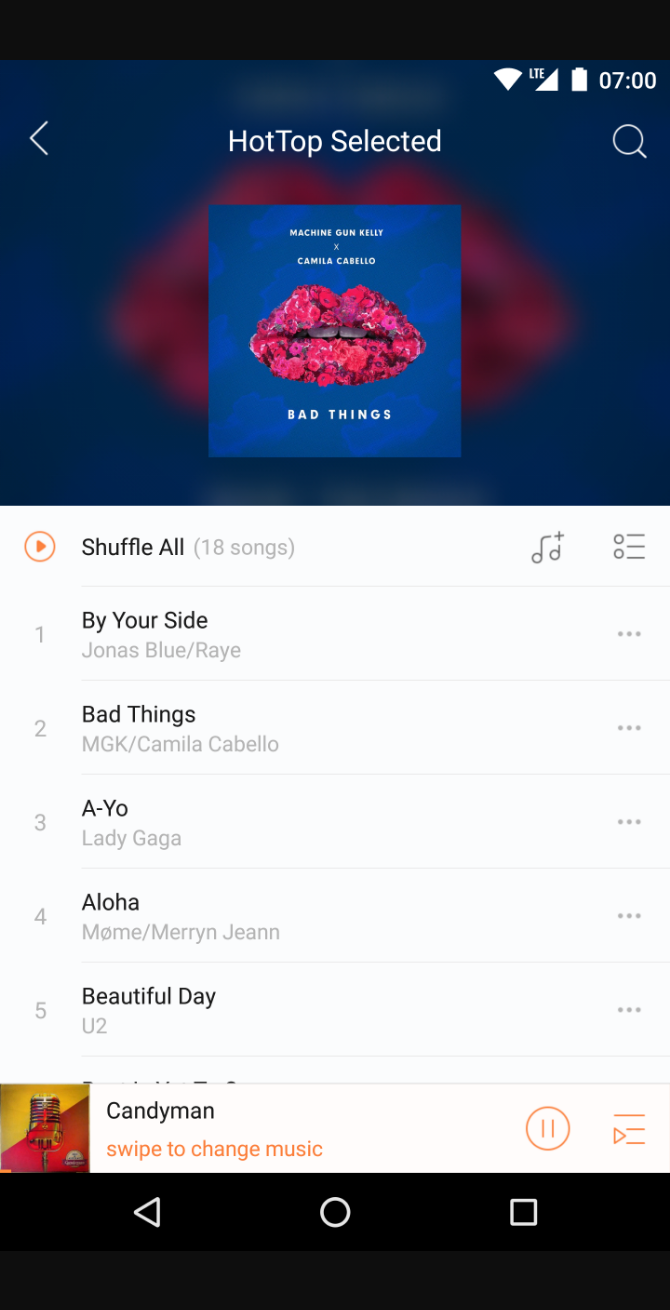 LTE 07:00
HotTop Selected
MACHINE GUN KELLY
X
CAMILA CABELLO
BAD THINGS
Shuffle All (18 songs)
1
By Your Side
Jonas Blue/Raye
2
Bad Things
MGK/Camila Cabello
3
A-Yo
Lady Gaga
4
Aloha
Møme/Merryn Jeann
5
Beautiful Day
U2
Candyman
swipe to change music